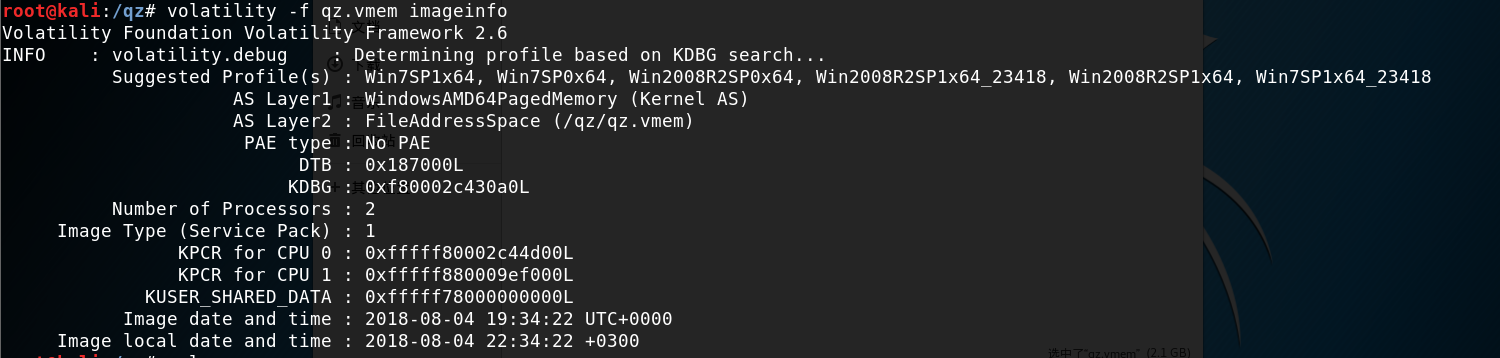 root@kali:/qz# volatility -f qz.vmem imageinfo
Volatility Foundation Volatility Framework 2.6
INFO    : volatility.debug    : Determining profile based on KDBG search...
          Suggested Profile(s) : Win7SP1x64, Win7SP0x64, Win2008R2SP0x64, Win2008R2SP1x64_23418, Win2008R2SP1x64, Win7SP1x64_23418
                     AS Layer1 : WindowsAMD64PagedMemory (Kernel AS)
                     AS Layer2 : FileAddressSpace (/qz/qz.vmem)
                      PAE type : No PAE
                           DTB : 0x187000L
                          KDBG : 0xf80002c430a0L
          Number of Processors : 2
     Image Type (Service Pack) : 1
                KPCR for CPU 0 : 0xfffff80002c44d00L
                KPCR for CPU 1 : 0xfffff880009ef000L
             KUSER_SHARED_DATA : 0xfffff78000000000L
           Image date and time : 2018-08-04 19:34:22 UTC+0000
     Image local date and time : 2018-08-04 22:34:22 +0300
选中了"qz.vmem" (2.1 GB)